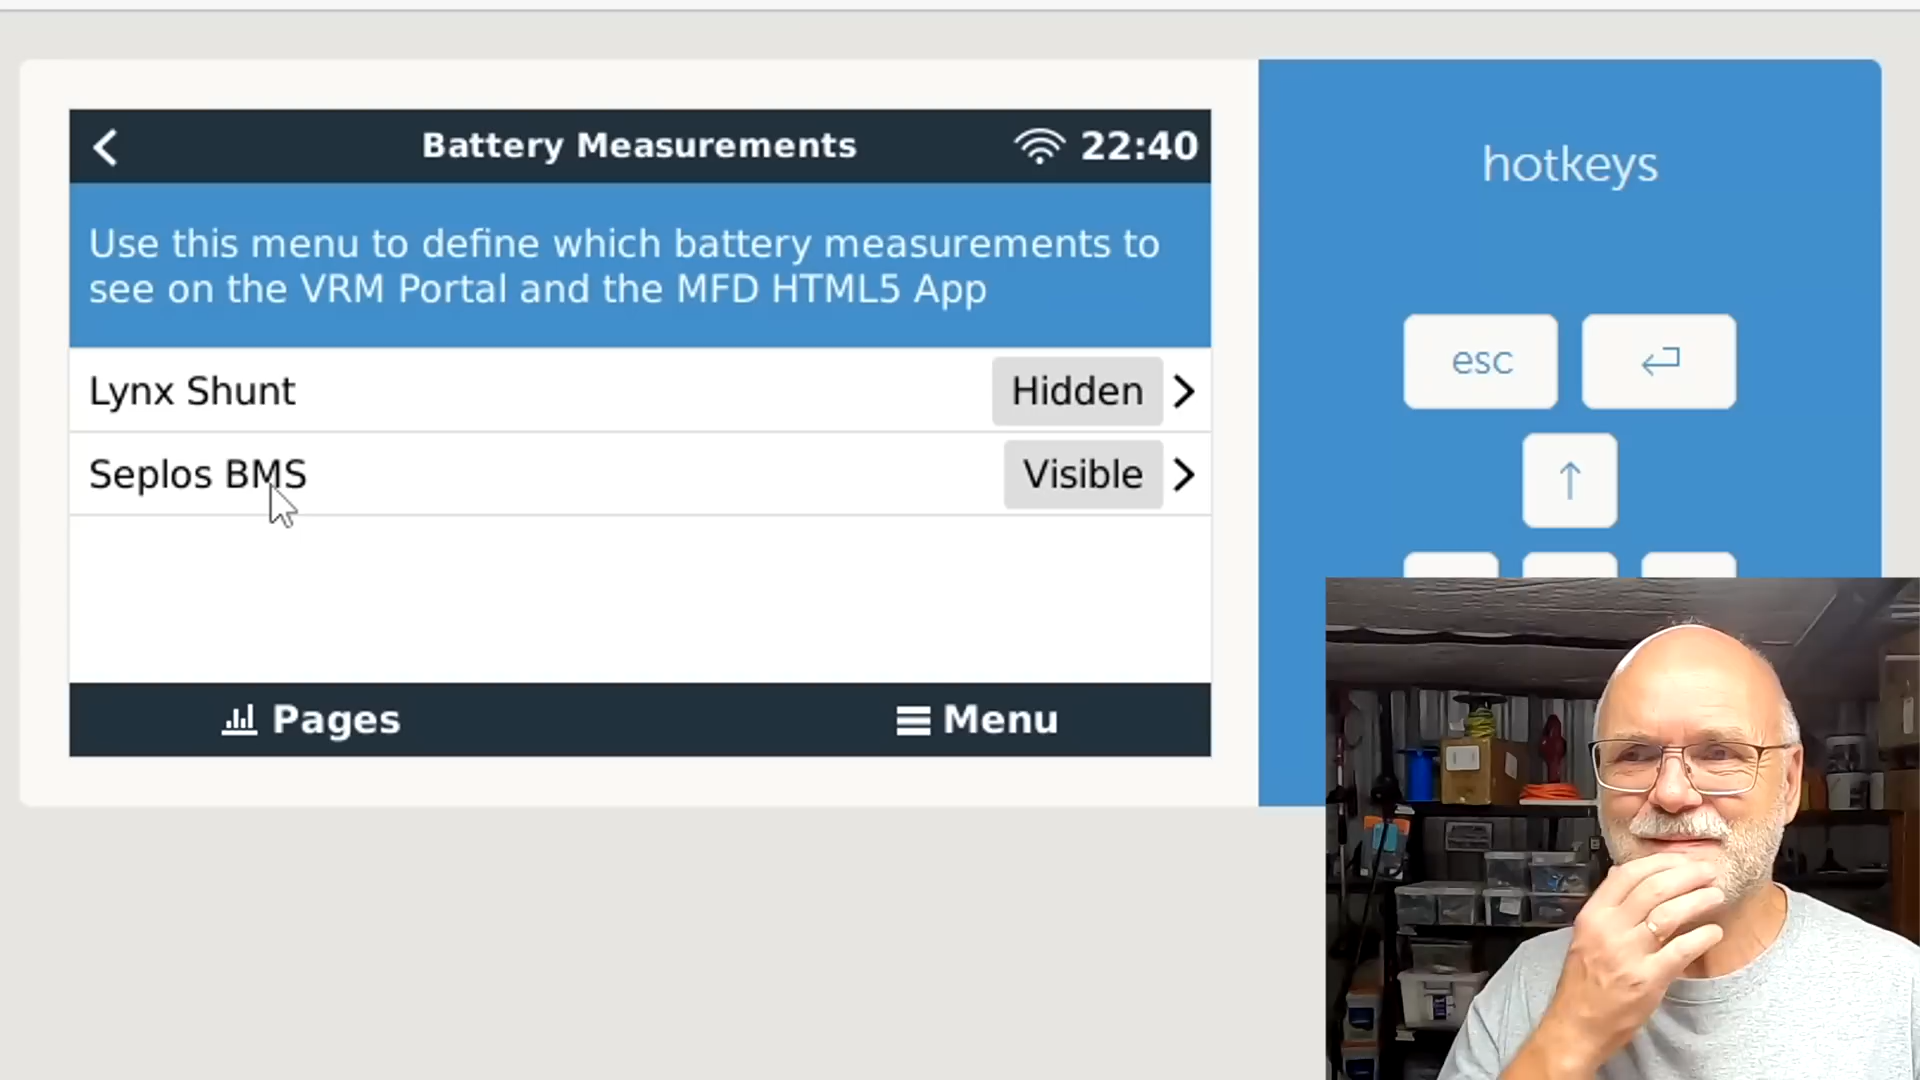 Battery Measurements
22:40
Use this menu to define which battery measurements to
see on the VRM Portal and the MFD HTML5 App
Lynx Shunt
Hidden
Seplos BMS
Visible
Pages
Menu
hotkeys
esc